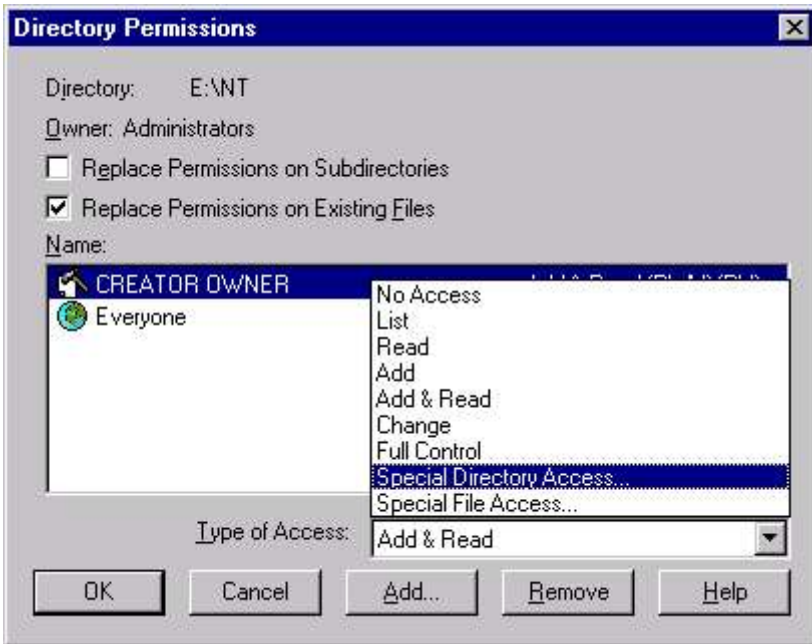 Directory Permissions
Directory: E:\NT
Owner: Administrators
Replace Permissions on Subdirectories
Replace Permissions on Existing Files
Name:
CREATOR OWNER
Everyone
No Access
List
Read
Add
Add & Read
Change
Full Control
Special Directory Access...
Special File Access...
Type of Access: Add & Read
OK Cancel Add... Remove Help